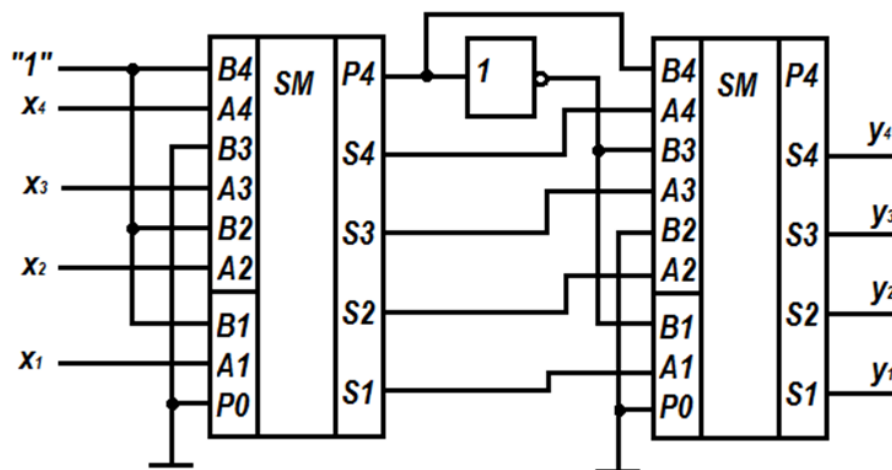 "1"
x₄
x₃
x₂
x₁
B4
A4
B3
A3
B2
A2
B1
A1
P0
SM
P4
S4
S3
S2
S1
1
B4
A4
B3
A3
B2
A2
B1
A1
P0
SM
P4
S4
S3
S2
S1
y₄
y₃
y₂
y₁